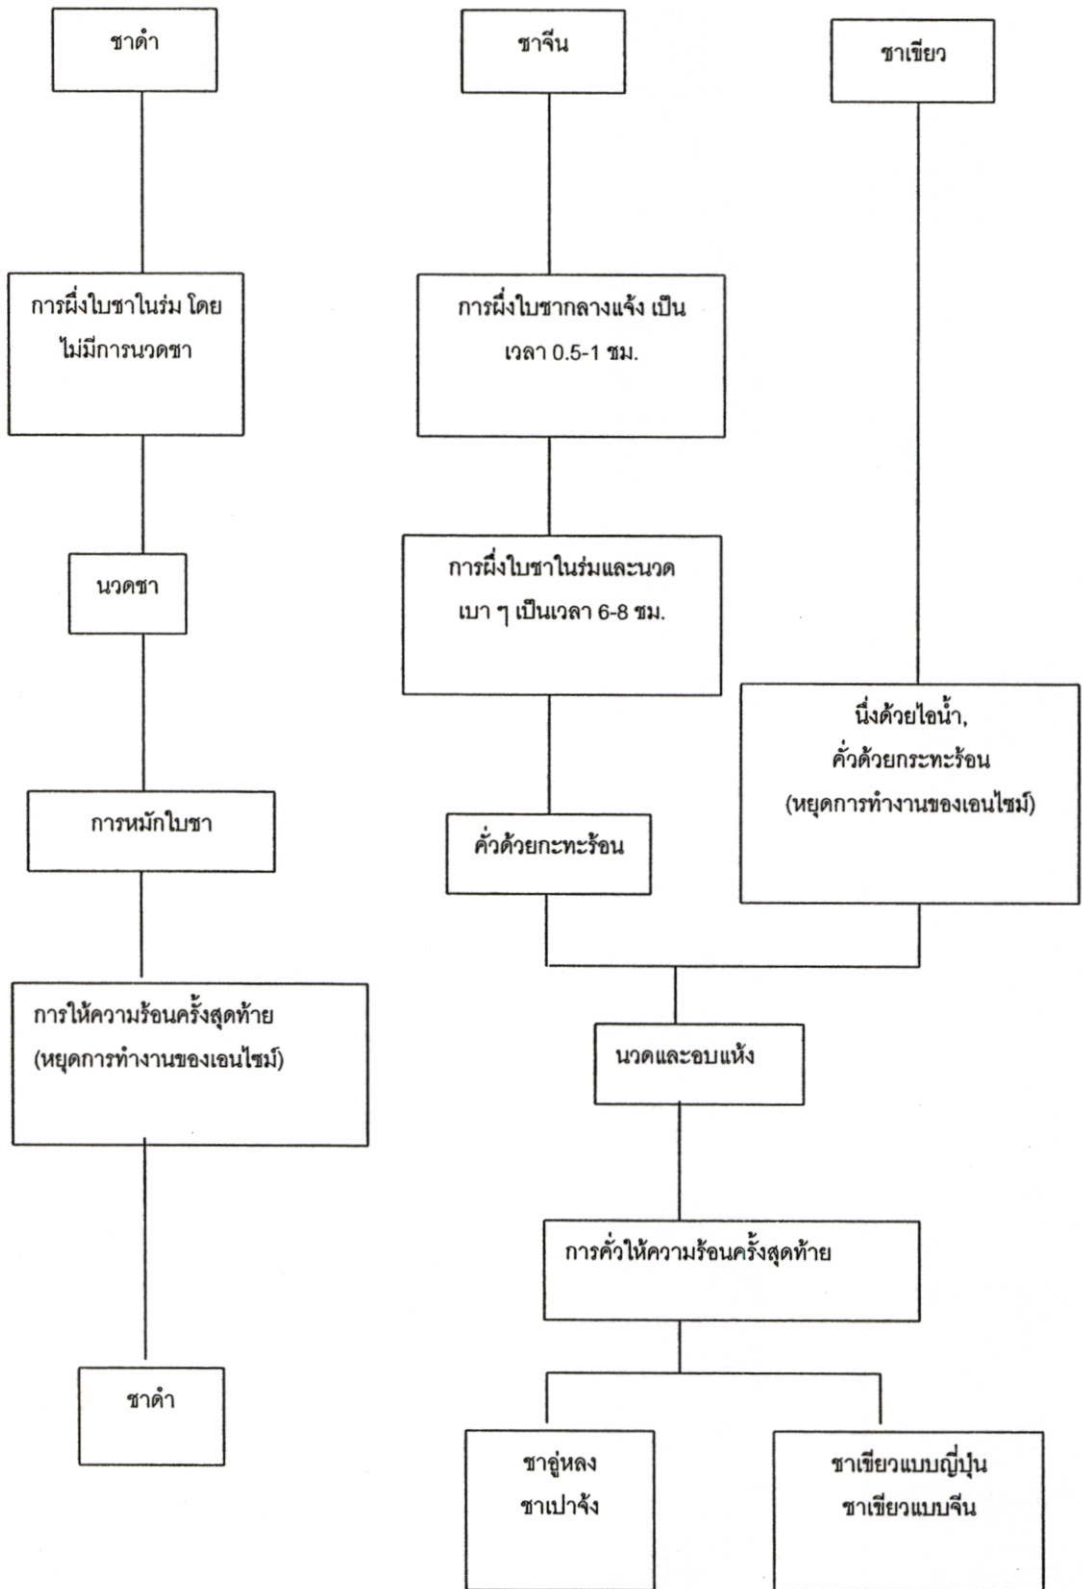 ชาดำ
ชาจีน
ชาเขียว
การผึ่งใบชาในร่ม โดย
ไม่มีการนวดชา
การผึ่งใบชากลางแจ้ง เป็น
เวลา 0.5-1 ชม.
นวดชา
การผึ่งใบชาในร่มและนวด
เบา ๆ เป็นเวลา 6-8 ชม.
นึ่งด้วยไอน้ำ,
คั่วด้วยกระทะร้อน
(หยุดการทำงานของเอนไซม์)
การหมักใบชา
คั่วด้วยกะทะร้อน
การให้ความร้อนครั้งสุดท้าย
(หยุดการทำงานของเอนไซม์)
นวดและอบแห้ง
การคั่วให้ความร้อนครั้งสุดท้าย
ชาดำ
ชาอู่หลง
ชาเปาจ้ง
ชาเขียวแบบญี่ปุ่น
ชาเขียวแบบจีน